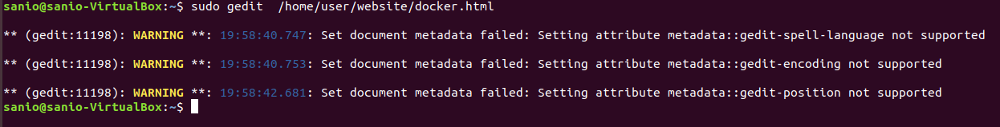 sanio@sanio-VirtualBox:~$ sudo gedit  /home/user/website/docker.html
** (gedit:11198): WARNING **: 19:58:40.747: Set document metadata failed: Setting attribute metadata::gedit-spell-language not supported
** (gedit:11198): WARNING **: 19:58:40.753: Set document metadata failed: Setting attribute metadata::gedit-encoding not supported
** (gedit:11198): WARNING **: 19:58:42.681: Set document metadata failed: Setting attribute metadata::gedit-position not supported
sanio@sanio-VirtualBox:~$